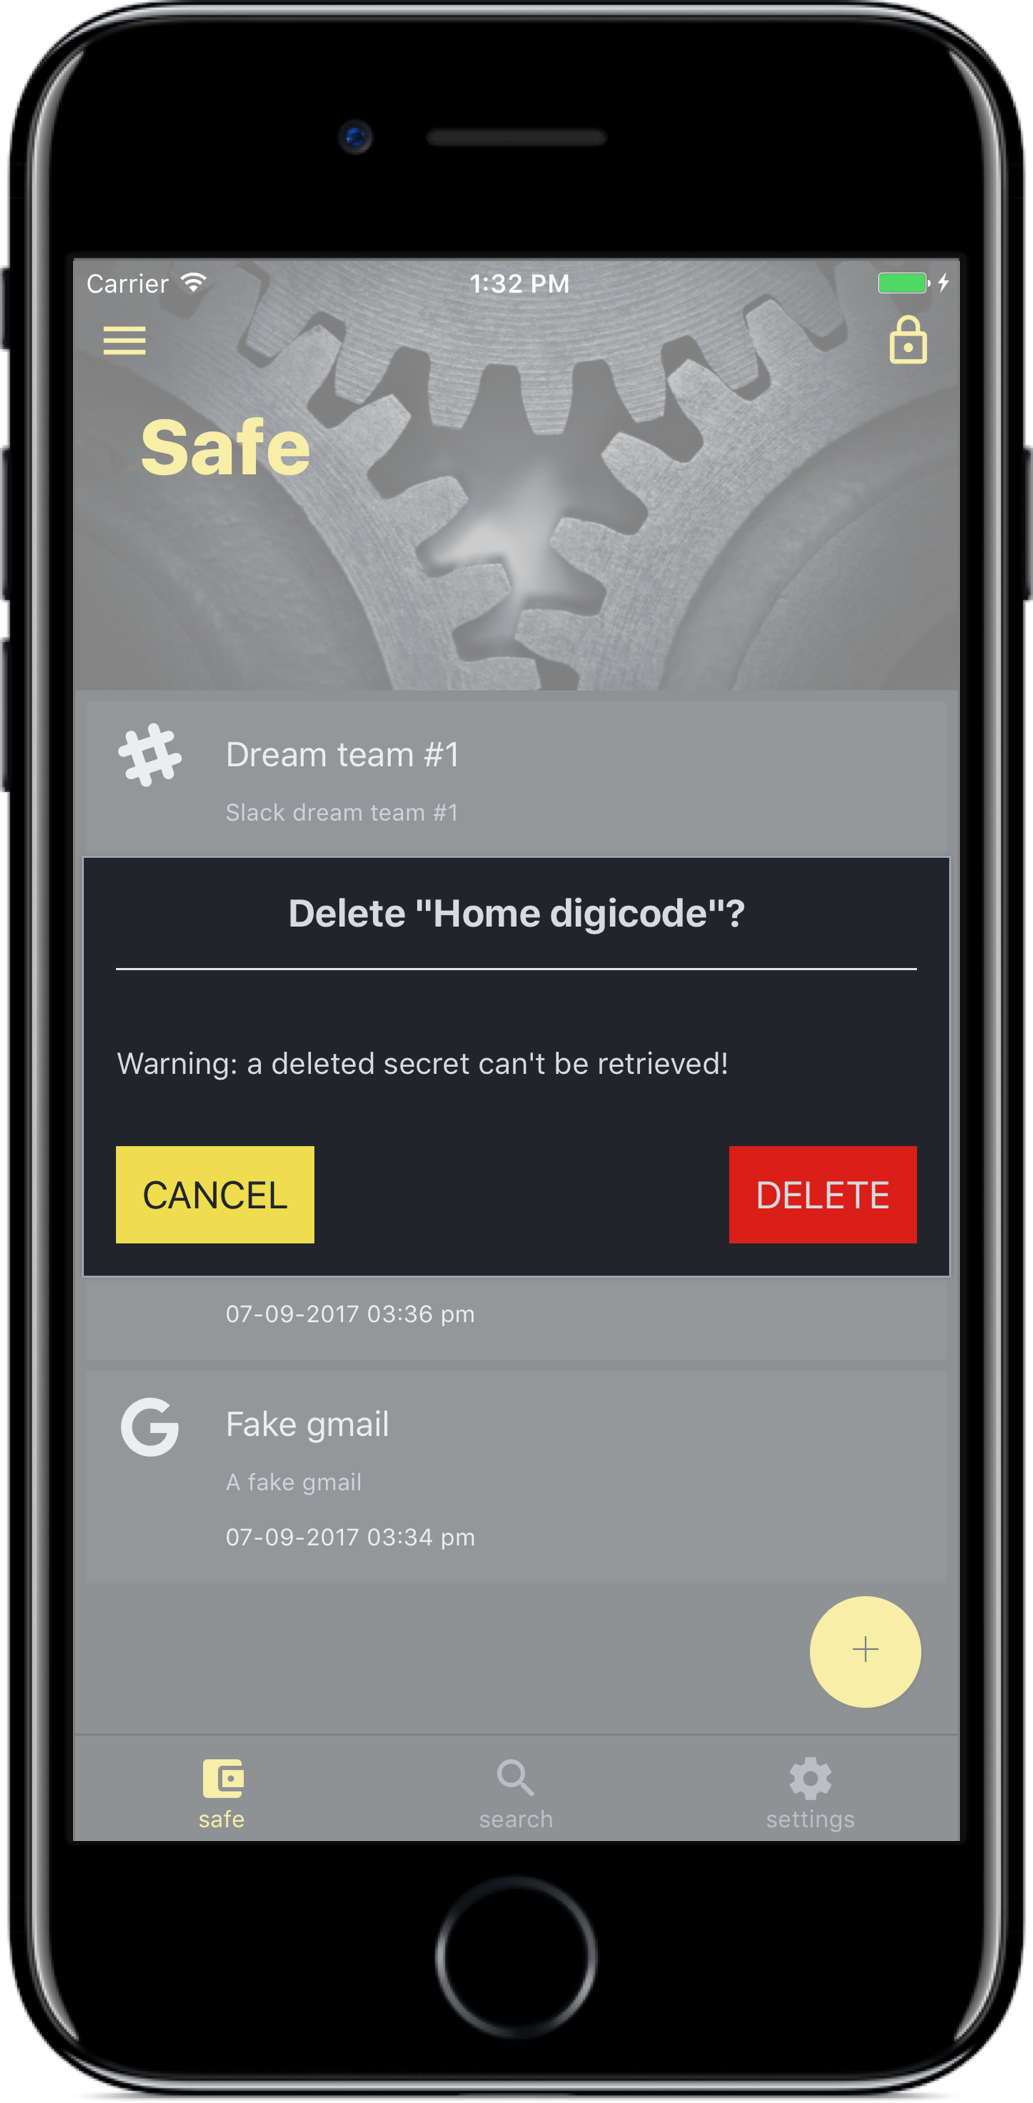 Carrier 1:32 PM
Safe
Dream team #1
Slack dream team #1
Delete "Home digicode"?
Warning: a deleted secret can't be retrieved!
CANCEL DELETE
07-09-2017 03:36 pm
Fake gmail
A fake gmail
07-09-2017 03:34 pm
safe search settings